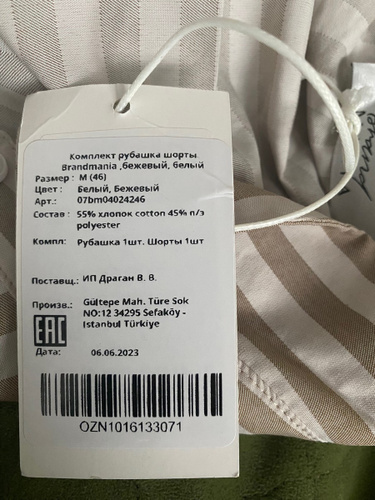 Комплект рубашка шорты
Brandmania ,бежевый, белый
Размер : M (46)
Цвет : Белый, Бежевый
Арт.: 07bm04024246
Состав : 55% хлопок cotton 45% п/э
polyester
Компл: Рубашка 1шт. Шорты 1шт
Поставщ.: ИП Драган В. В.
Произв.: Gültepe Mah. Türe Sok
NO:12 34295 Sefaköy -
Istanbul Türkiye
EAC
Дата: 06.06.2023
OZN1016133071